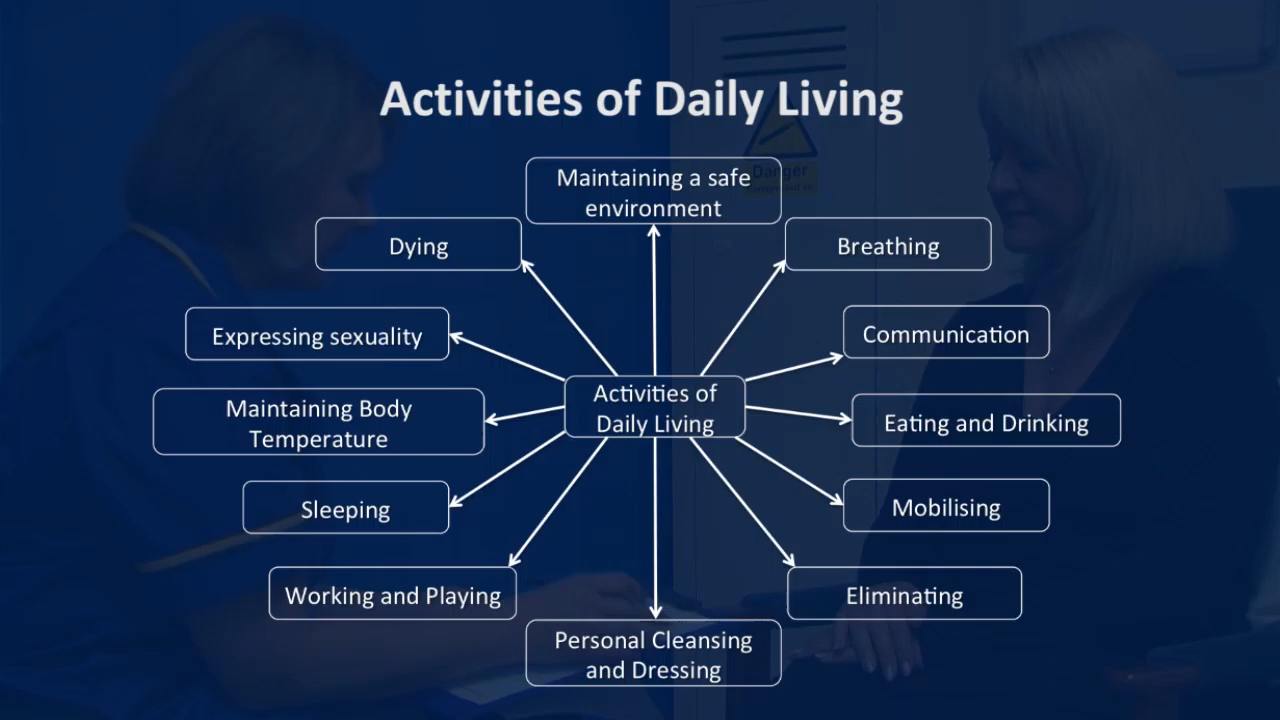 Activities of Daily Living
Maintaining a safe
environment
Dying
Breathing
Expressing sexuality
Communication
Activities of
Daily Living
Maintaining Body
Temperature
Eating and Drinking
Sleeping
Mobilising
Working and Playing
Eliminating
Personal Cleansing
and Dressing
Danger